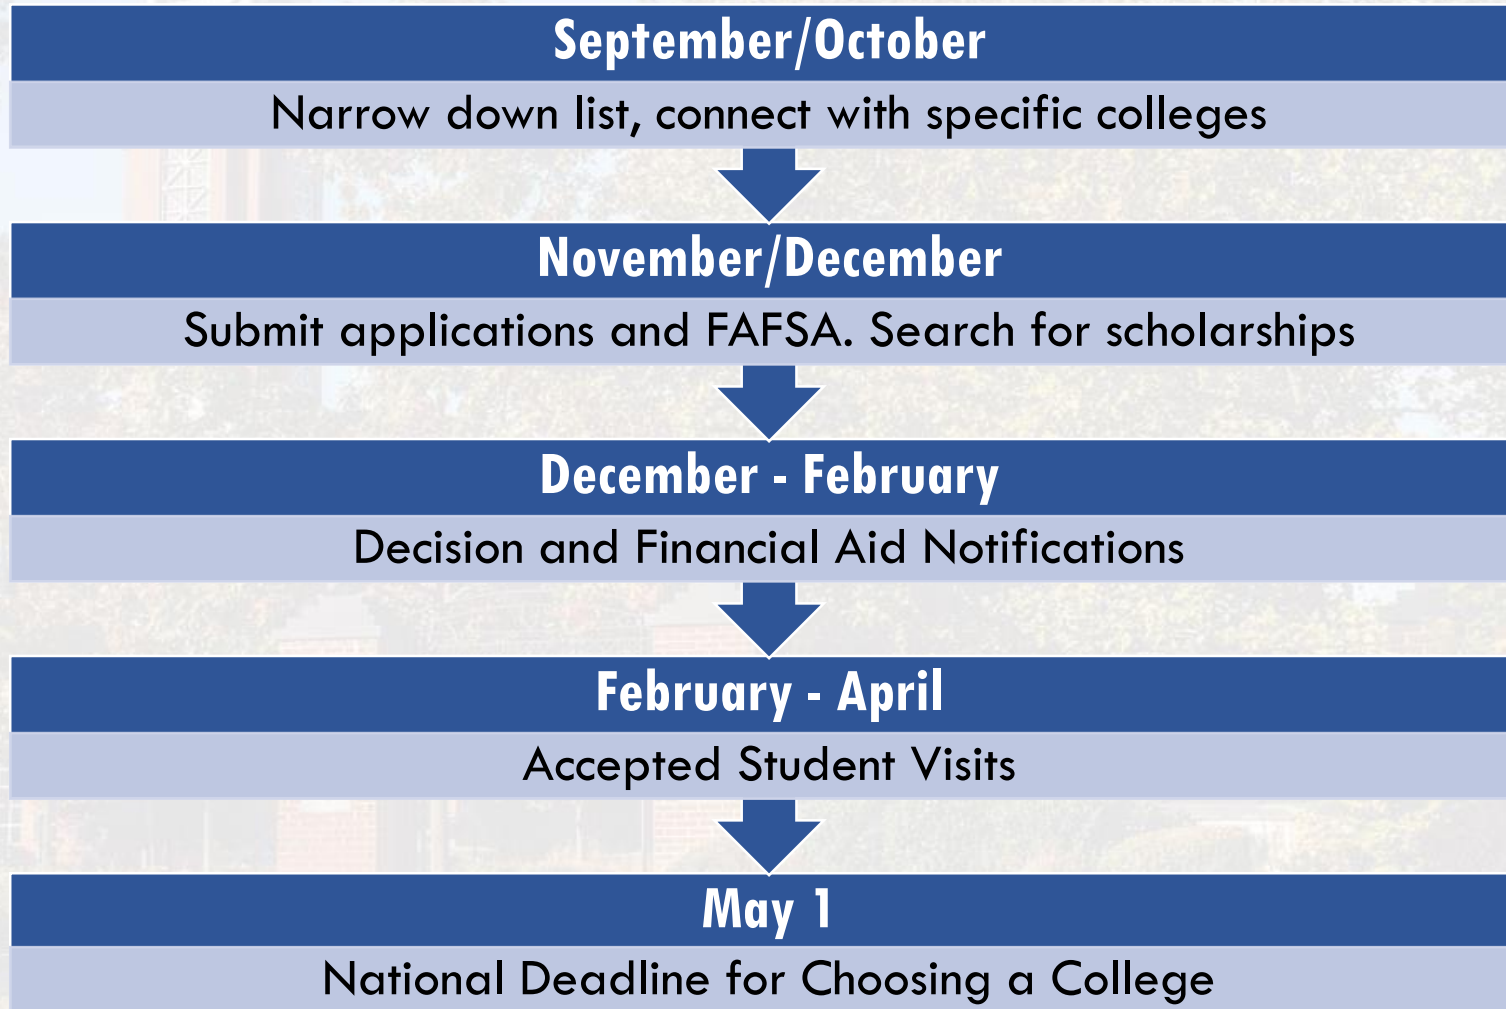 September/October
Narrow down list, connect with specific colleges
November/December
Submit applications and FAFSA. Search for scholarships
December - February
Decision and Financial Aid Notifications
February - April
Accepted Student Visits
May 1
National Deadline for Choosing a College